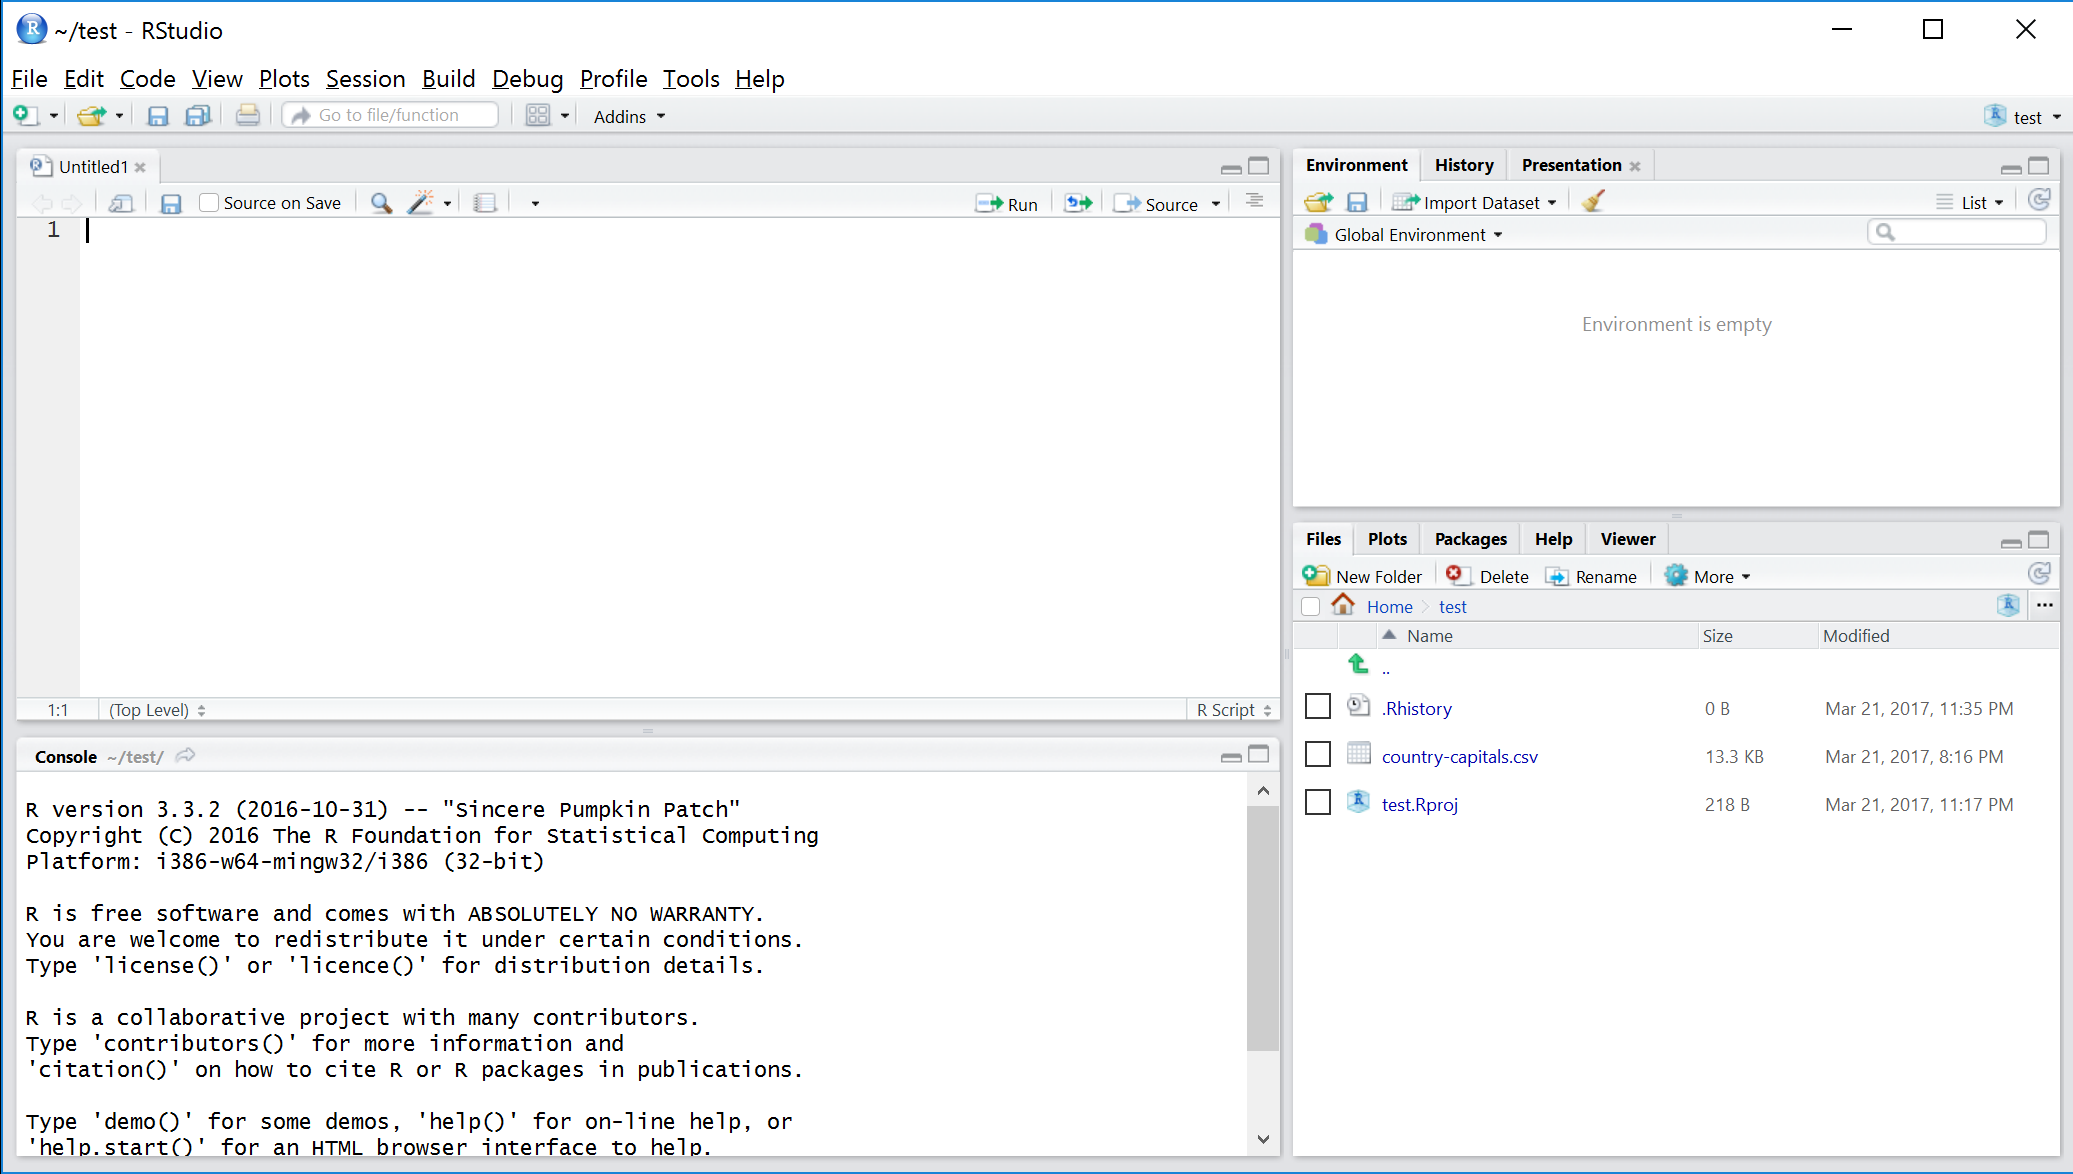 ~/test - RStudio
File Edit Code View Plots Session Build Debug Profile Tools Help
Go to file/function Addins test
Untitled1
Source on Save Run Source
1
1:1 (Top Level) R Script
Console ~/test/
R version 3.3.2 (2016-10-31) -- "Sincere Pumpkin Patch"
Copyright (C) 2016 The R Foundation for Statistical Computing
Platform: i386-w64-mingw32/i386 (32-bit)
R is free software and comes with ABSOLUTELY NO WARRANTY.
You are welcome to redistribute it under certain conditions.
Type 'license()' or 'licence()' for distribution details.
R is a collaborative project with many contributors.
Type 'contributors()' for more information and
'citation()' on how to cite R or R packages in publications.
Type 'demo()' for some demos, 'help()' for on-line help, or
'help.start()' for an HTML browser interface to help.
Environment History Presentation
Import Dataset List
Global Environment
Environment is empty
Files Plots Packages Help Viewer
New Folder Delete Rename More
Home test ...
Name Size Modified
..
.Rhistory 0 B Mar 21, 2017, 11:35 PM
country-capitals.csv 13.3 KB Mar 21, 2017, 8:16 PM
test.Rproj 218 B Mar 21, 2017, 11:17 PM